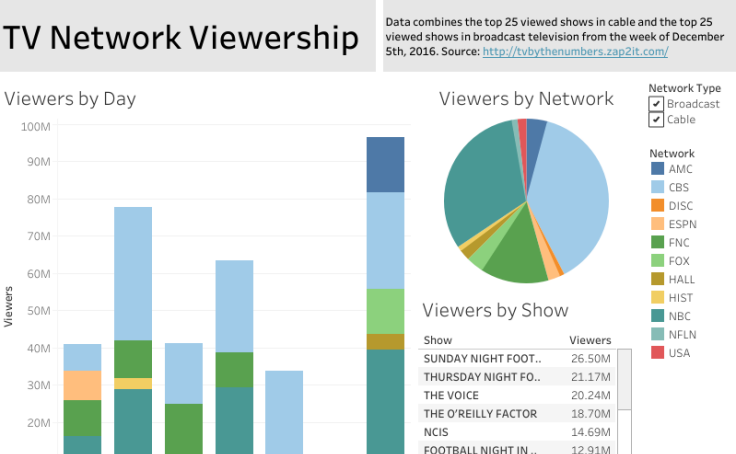 TV Network Viewership
Data combines the top 25 viewed shows in cable and the top 25
viewed shows in broadcast television from the week of December
5th, 2016. Source: http://tvbythenumbers.zap2it.com/
Viewers by Day
100M
90M
80M
70M
60M
50M
40M
30M
20M
Viewers
Viewers by Network
Network Type
Broadcast
Cable
Network
AMC
CBS
DISC
ESPN
FNC
FOX
HALL
HIST
NBC
NFLN
USA
Viewers by Show
Show Viewers
SUNDAY NIGHT FOOT.. 26.50M
THURSDAY NIGHT FO.. 21.17M
THE VOICE 20.24M
THE O'REILLY FACTOR 18.70M
NCIS 14.69M
FOOTBALL NIGHT IN .. 12.91M